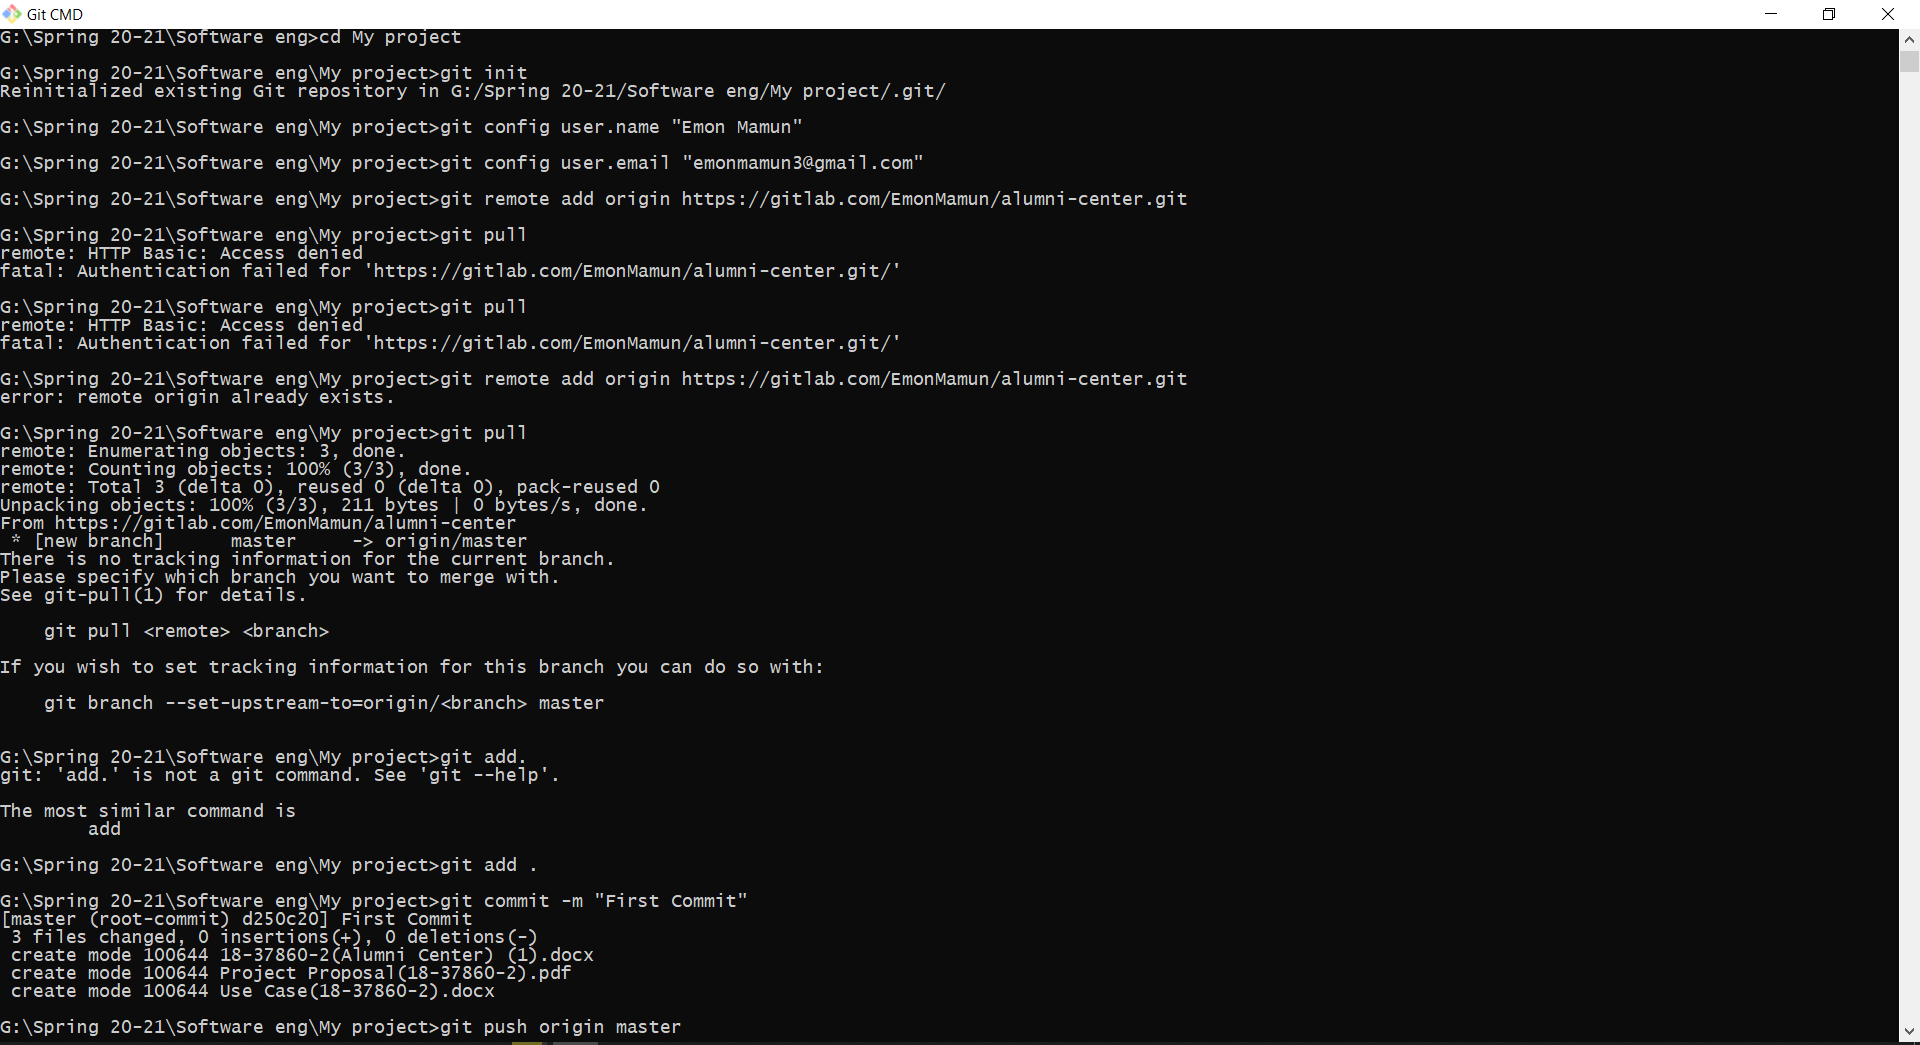 Git CMD
G:\Spring 20-21\Software eng>cd My project
G:\Spring 20-21\Software eng\My project>git init
Reinitialized existing Git repository in G:/Spring 20-21/Software eng/My project/.git/
G:\Spring 20-21\Software eng\My project>git config user.name "Emon Mamun"
G:\Spring 20-21\Software eng\My project>git config user.email "emonmamun3@gmail.com"
G:\Spring 20-21\Software eng\My project>git remote add origin https://gitlab.com/EmonMamun/alumni-center.git
G:\Spring 20-21\Software eng\My project>git pull
remote: HTTP Basic: Access denied
fatal: Authentication failed for 'https://gitlab.com/EmonMamun/alumni-center.git/'
G:\Spring 20-21\Software eng\My project>git pull
remote: HTTP Basic: Access denied
fatal: Authentication failed for 'https://gitlab.com/EmonMamun/alumni-center.git/'
G:\Spring 20-21\Software eng\My project>git remote add origin https://gitlab.com/EmonMamun/alumni-center.git
error: remote origin already exists.
G:\Spring 20-21\Software eng\My project>git pull
remote: Enumerating objects: 3, done.
remote: Counting objects: 100% (3/3), done.
remote: Total 3 (delta 0), reused 0 (delta 0), pack-reused 0
Unpacking objects: 100% (3/3), 211 bytes | 0 bytes/s, done.
From https://gitlab.com/EmonMamun/alumni-center
 * [new branch]      master     -> origin/master
There is no tracking information for the current branch.
Please specify which branch you want to merge with.
See git-pull(1) for details.
    git pull <remote> <branch>
If you wish to set tracking information for this branch you can do so with:
    git branch --set-upstream-to=origin/<branch> master
G:\Spring 20-21\Software eng\My project>git add.
git: 'add.' is not a git command. See 'git --help'.
The most similar command is
        add
G:\Spring 20-21\Software eng\My project>git add .
G:\Spring 20-21\Software eng\My project>git commit -m "First Commit"
[master (root-commit) d250c20] First Commit
 3 files changed, 0 insertions(+), 0 deletions(-)
 create mode 100644 18-37860-2(Alumni Center) (1).docx
 create mode 100644 Project Proposal(18-37860-2).pdf
 create mode 100644 Use Case(18-37860-2).docx
G:\Spring 20-21\Software eng\My project>git push origin master